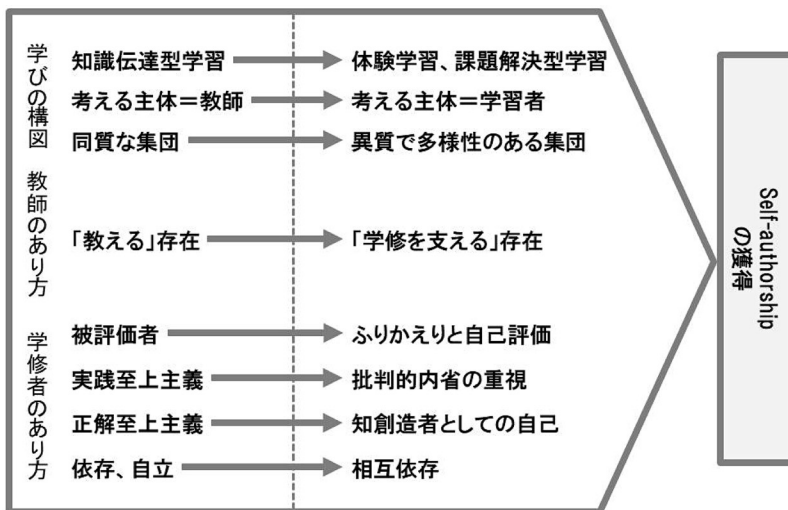 学びの構図
知識伝達型学習
体験学習、課題解決型学習
考える主体＝教師
考える主体＝学習者
同質な集団
異質で多様性のある集団
教師のあり方
「教える」存在
「学修を支える」存在
学修者のあり方
被評価者
ふりかえりと自己評価
実践至上主義
批判的内省の重視
正解至上主義
知創造者としての自己
依存、自立
相互依存
Self-authorship
の獲得